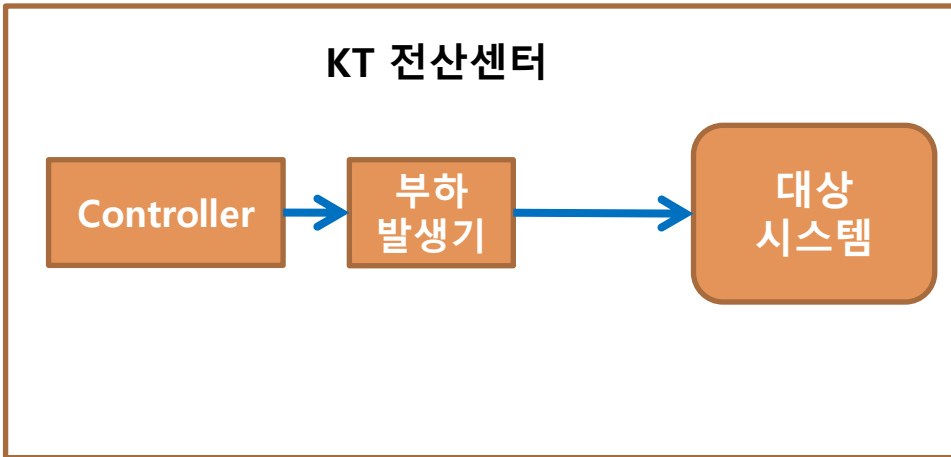 KT 전산센터
Controller
부하
발생기
대상
시스템